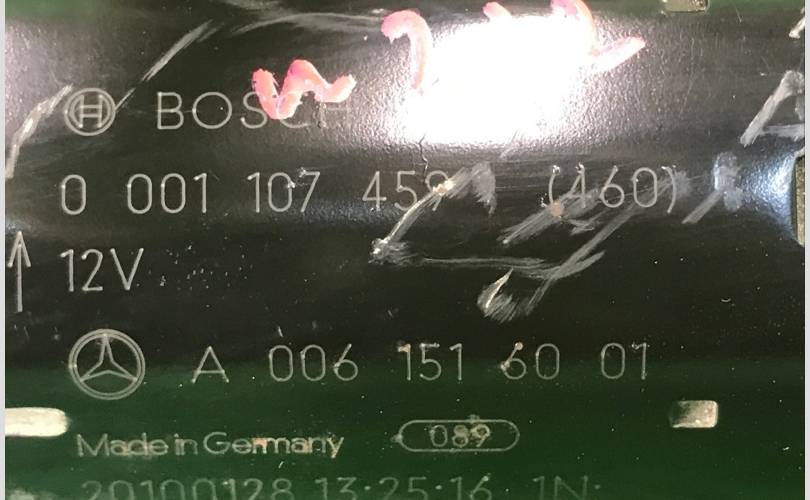 BOSCH
0 001 107 459 (460)
12V
A 006 151 60 01
Made in Germany 089
20100128 13:25:16 1N: